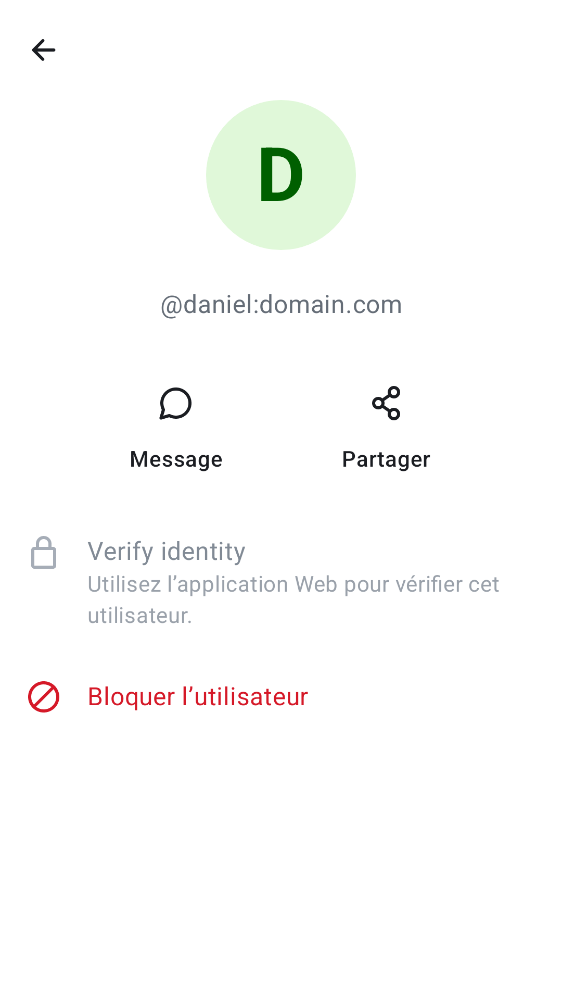 D
@daniel:domain.com
Message
Partager
Verify identity
Utilisez l’application Web pour vérifier cet
utilisateur.
Bloquer l’utilisateur